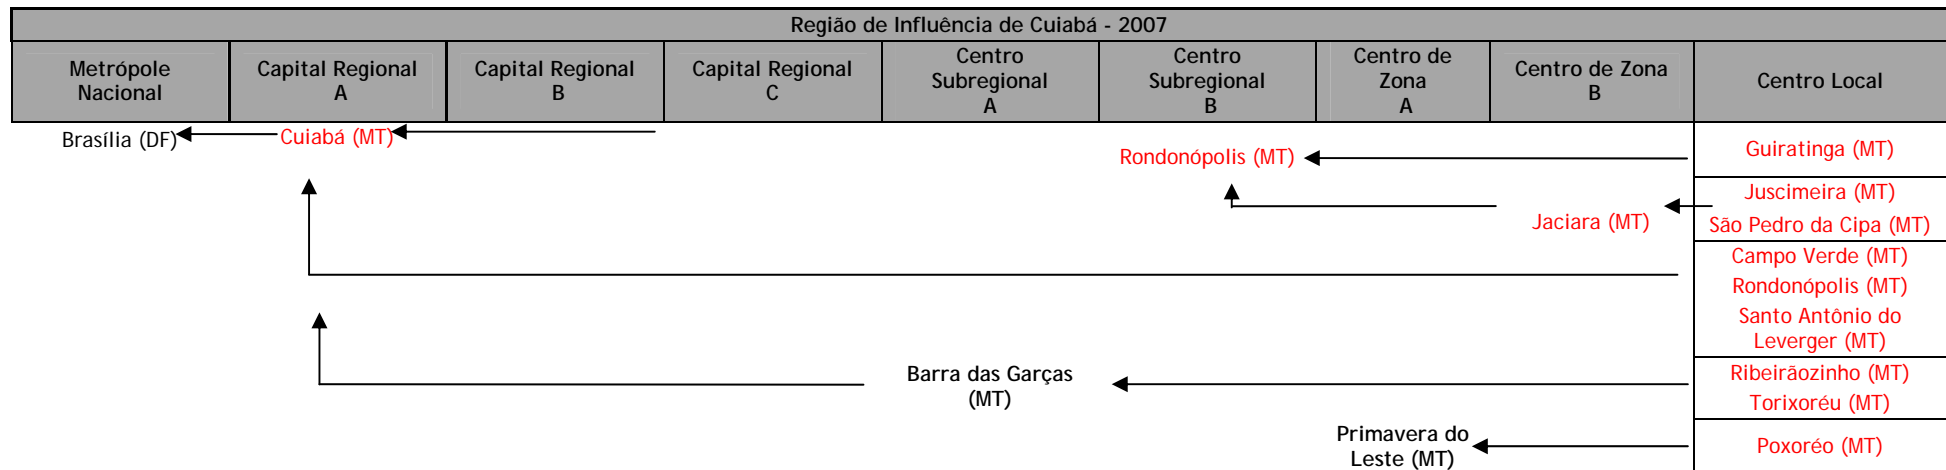 Região de Influência de Cuiabá - 2007
Metrópole
Nacional
Capital Regional
A
Capital Regional
B
Capital Regional
C
Centro
Subregional
A
Centro
Subregional
B
Centro de
Zona
A
Centro de Zona
B
Centro Local
Brasília (DF)
Cuiabá (MT)
Rondonópolis (MT)
Guiratinga (MT)
Jaciara (MT)
Juscimeira (MT)
São Pedro da Cipa (MT)
Campo Verde (MT)
Rondonópolis (MT)
Santo Antônio do
Leverger (MT)
Barra das Garças
(MT)
Ribeirãozinho (MT)
Torixoréu (MT)
Primavera do
Leste (MT)
Poxoréo (MT)